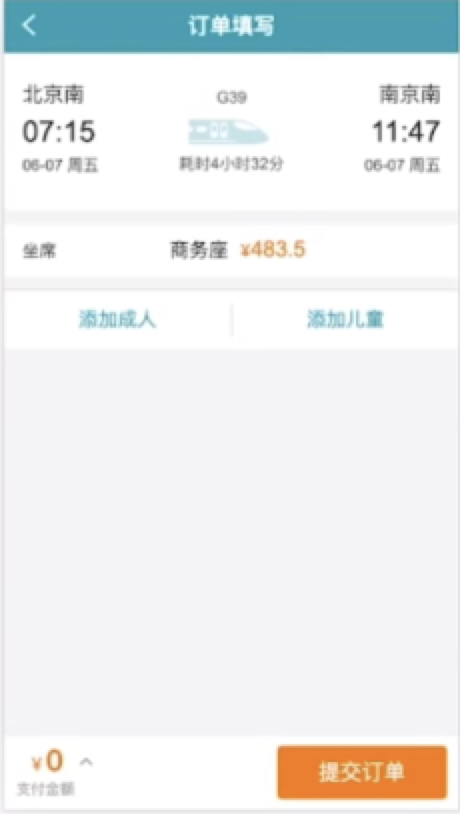 订单填写
北京南 G39 南京南
07:15 11:47
06-07 周五 耗时4小时32分 06-07 周五
坐席 商务座 ¥483.5
添加成人 添加儿童
¥0
支付金额
提交订单